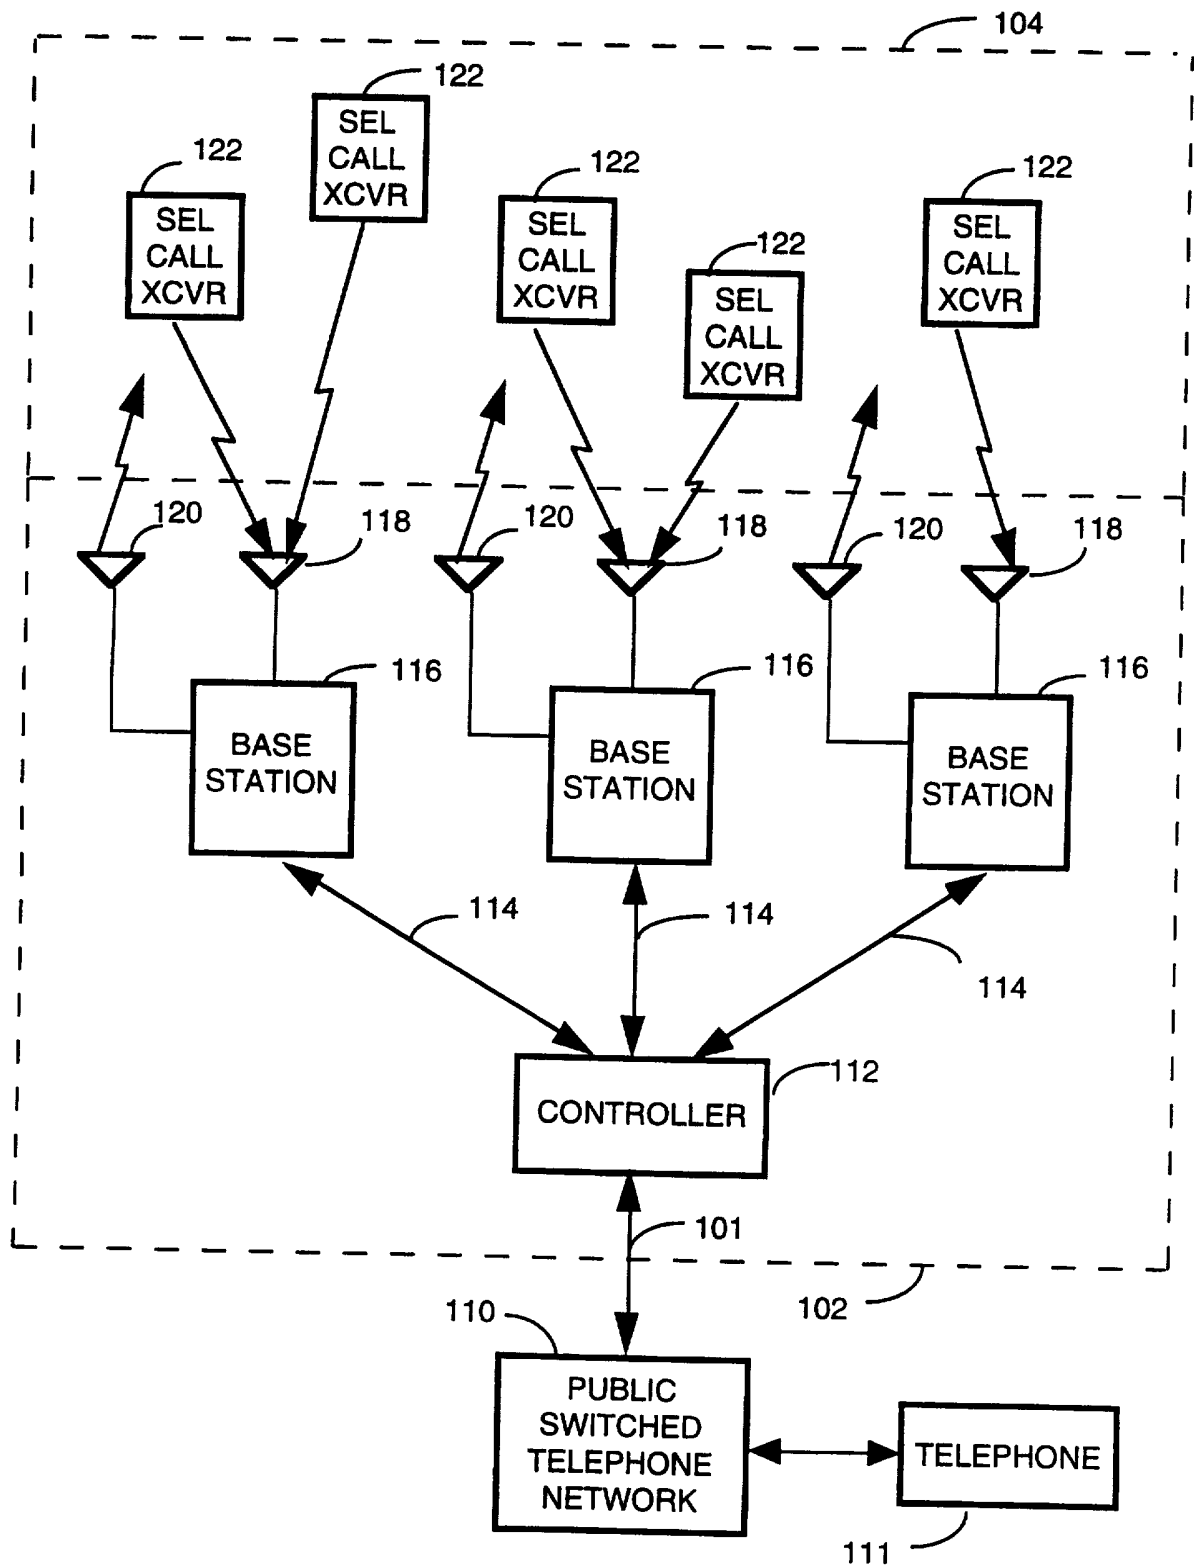 104
122
SEL
CALL
XCVR
122
SEL
CALL
XCVR
122
SEL
CALL
XCVR
122
SEL
CALL
XCVR
122
SEL
CALL
XCVR
120
118
120
118
120
118
116
116
116
BASE
STATION
BASE
STATION
BASE
STATION
114
114
114
112
CONTROLLER
101
102
110
PUBLIC
SWITCHED
TELEPHONE
NETWORK
TELEPHONE
111